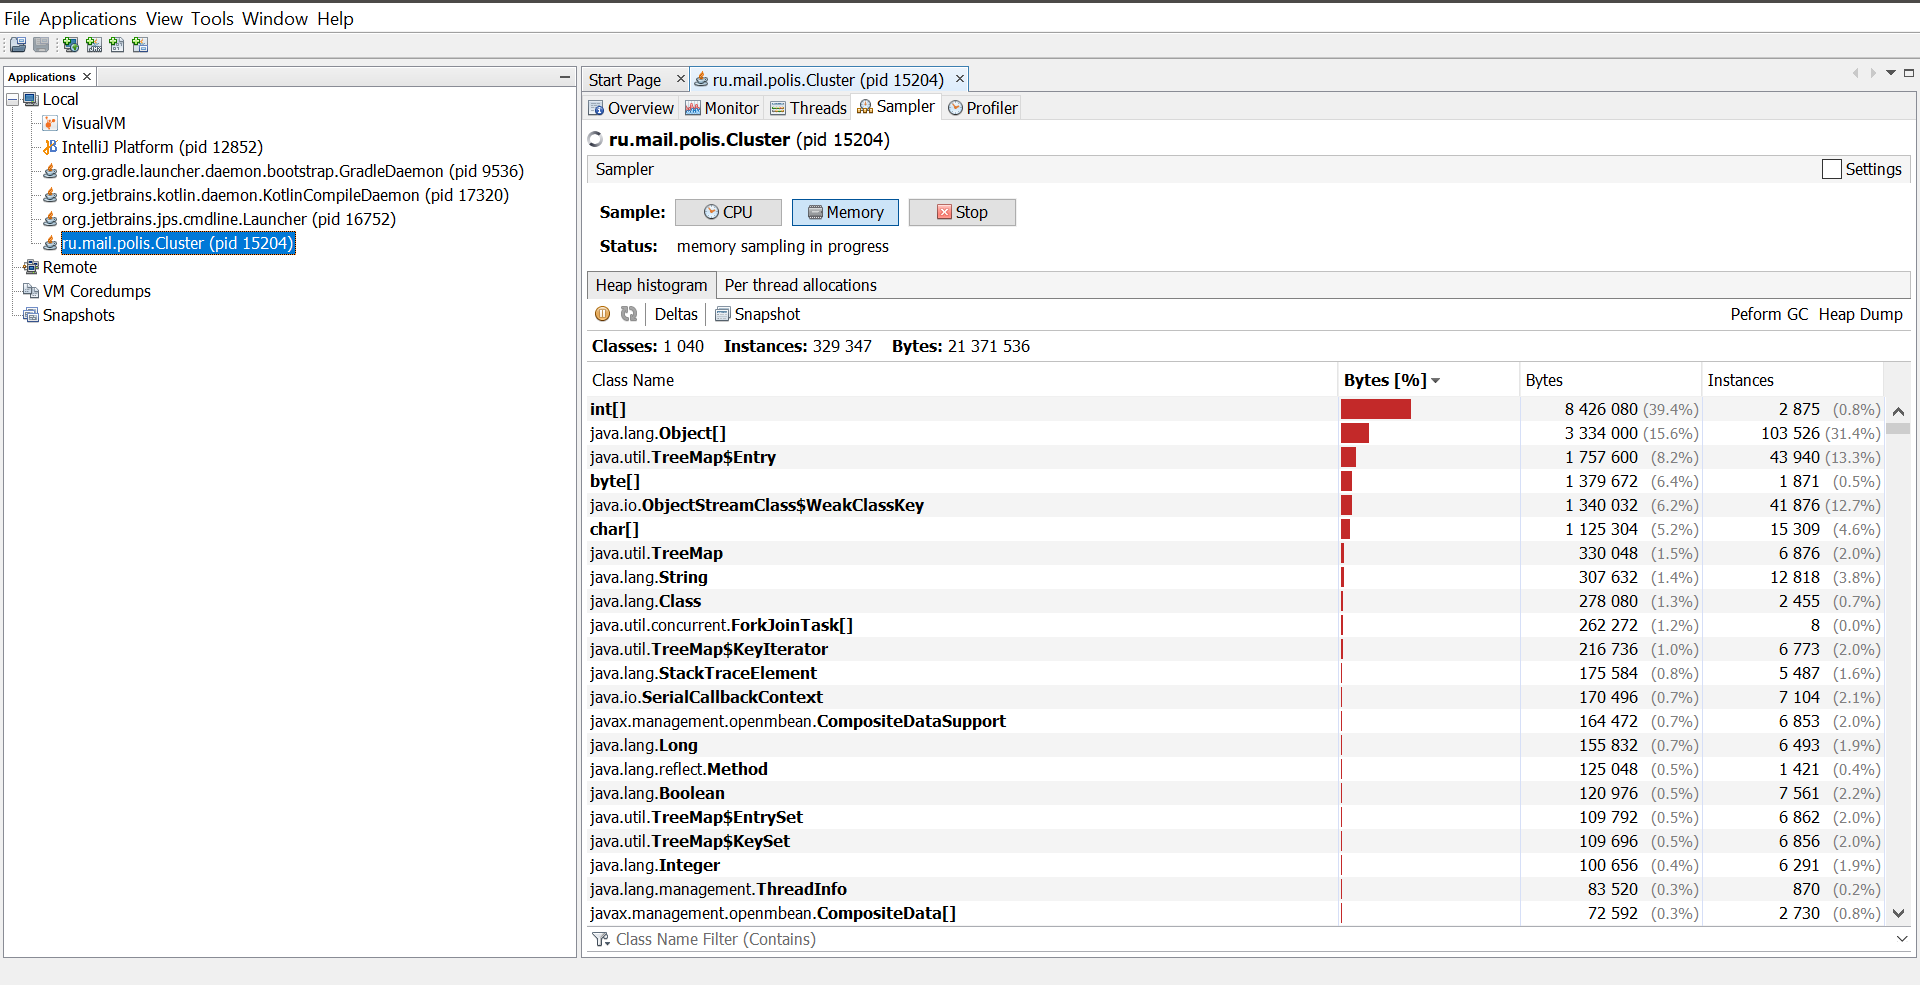 File Applications View Tools Window Help
Applications
Local
VisualVM
IntelliJ Platform (pid 12852)
org.gradle.launcher.daemon.bootstrap.GradleDaemon (pid 9536)
org.jetbrains.kotlin.daemon.KotlinCompileDaemon (pid 17320)
org.jetbrains.jps.cmdline.Launcher (pid 16752)
ru.mail.polis.Cluster (pid 15204)
Remote
VM Coredumps
Snapshots
Start Page ru.mail.polis.Cluster (pid 15204)
Overview Monitor Threads Sampler Profiler
ru.mail.polis.Cluster (pid 15204)
Sampler Settings
Sample: CPU Memory Stop
Status: memory sampling in progress
Heap histogram Per thread allocations
Deltas Snapshot Peform GC Heap Dump
Classes: 1 040 Instances: 329 347 Bytes: 21 371 536
Class Name Bytes [%] Bytes Instances
int[] 8 426 080 (39.4%) 2 875 (0.8%)
java.lang.Object[] 3 334 000 (15.6%) 103 526 (31.4%)
java.util.TreeMap$Entry 1 757 600 (8.2%) 43 940 (13.3%)
byte[] 1 379 672 (6.4%) 1 871 (0.5%)
java.io.ObjectStreamClass$WeakClassKey 1 340 032 (6.2%) 41 876 (12.7%)
char[] 1 125 304 (5.2%) 15 309 (4.6%)
java.util.TreeMap 330 048 (1.5%) 6 876 (2.0%)
java.lang.String 307 632 (1.4%) 12 818 (3.8%)
java.lang.Class 278 080 (1.3%) 2 455 (0.7%)
java.util.concurrent.ForkJoinTask[] 262 272 (1.2%) 8 (0.0%)
java.util.TreeMap$KeyIterator 216 736 (1.0%) 6 773 (2.0%)
java.lang.StackTraceElement 175 584 (0.8%) 5 487 (1.6%)
java.io.SerialCallbackContext 170 496 (0.7%) 7 104 (2.1%)
javax.management.openmbean.CompositeDataSupport 164 472 (0.7%) 6 853 (2.0%)
java.lang.Long 155 832 (0.7%) 6 493 (1.9%)
java.lang.reflect.Method 125 048 (0.5%) 1 421 (0.4%)
java.lang.Boolean 120 976 (0.5%) 7 561 (2.2%)
java.util.TreeMap$EntrySet 109 792 (0.5%) 6 862 (2.0%)
java.util.TreeMap$KeySet 109 696 (0.5%) 6 856 (2.0%)
java.lang.Integer 100 656 (0.4%) 6 291 (1.9%)
java.lang.management.ThreadInfo 83 520 (0.3%) 870 (0.2%)
javax.management.openmbean.CompositeData[] 72 592 (0.3%) 2 730 (0.8%)
Class Name Filter (Contains)